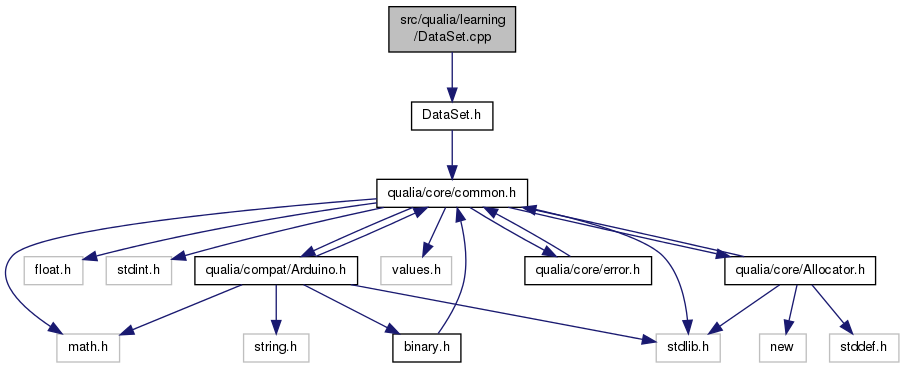 src/qualia/learning
/DataSet.cpp
DataSet.h
qualia/core/common.h
float.h
stdint.h
qualia/compat/Arduino.h
values.h
qualia/core/error.h
qualia/core/Allocator.h
math.h
string.h
binary.h
stdlib.h
new
stddef.h